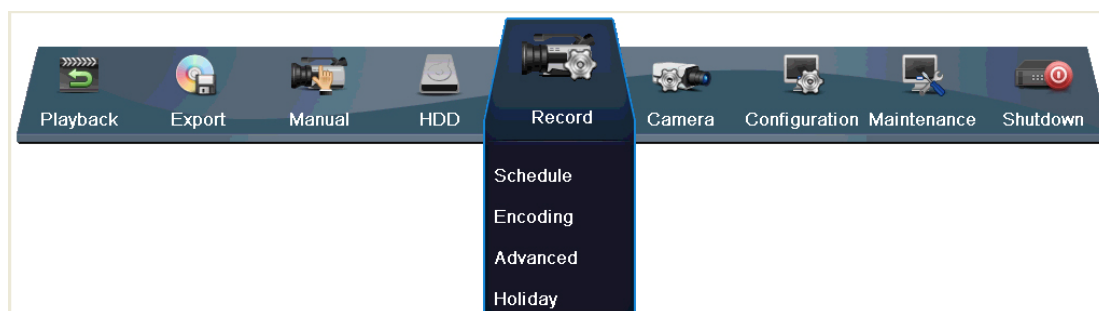 Playback Export Manual HDD Record Camera Configuration Maintenance Shutdown
Schedule
Encoding
Advanced
Holiday